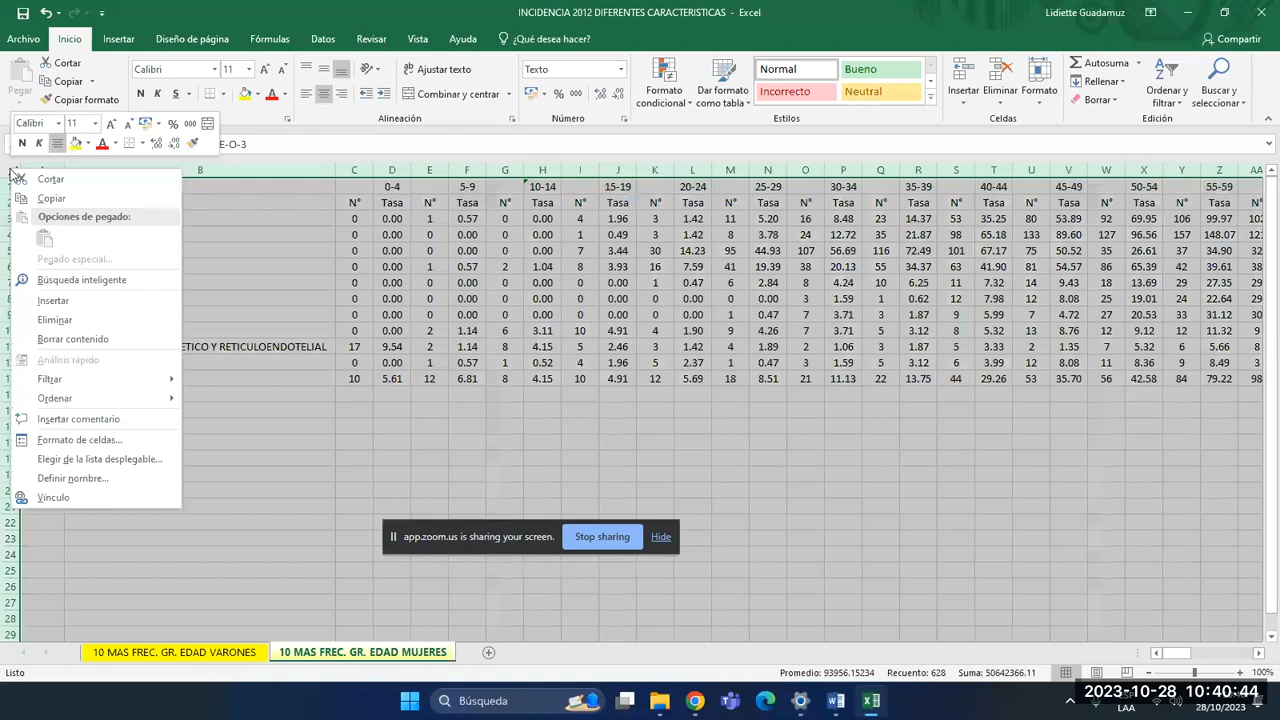 INCIDENCIA 2012 DIFERENTES CARACTERISTICAS - Excel
Lidiette Guadamuz
Archivo Inicio Insertar Diseño de página Fórmulas Datos Revisar Vista Ayuda ¿Qué desea hacer? Compartir
Pegar
Cortar
Copiar
Copiar formato
Calibri 11
N K S
Ajustar texto
Combinar y centrar
Alineación
Texto
% 000
Número
Formato condicional
Dar formato como tabla
Normal Bueno
Incorrecto Neutral
Estilos
Insertar Eliminar Formato
Celdas
Autosuma
Rellenar
Borrar
Ordenar y filtrar
Buscar y seleccionar
Edición
Calibri 11 % 000
N K
E-O-3
B C D E F G H I J K L M N O P Q R S T U V W X Y Z AA
0-4 5-9 10-14 15-19 20-24 25-29 30-34 35-39 40-44 45-49 50-54 55-59
N° Tasa N° Tasa N° Tasa N° Tasa N° Tasa N° Tasa N° Tasa N° Tasa N° Tasa N° Tasa N° Tasa N° Tasa N°
0 0.00 1 0.57 0 0.00 4 1.96 3 1.42 11 5.20 16 8.48 23 14.37 53 35.25 80 53.89 92 69.95 106 99.97 102
0 0.00 0 0.00 0 0.00 1 0.49 3 1.42 8 3.78 24 12.72 35 21.87 98 65.18 133 89.60 127 96.56 157 148.07
0 0.00 0 0.00 0 0.00 7 3.44 30 14.23 95 44.93 107 56.69 116 72.49 101 67.17 75 50.52 35 26.61 37 34.90 32
0 0.00 1 0.57 2 1.04 8 3.93 16 7.59 41 19.39 38 20.13 55 34.37 63 41.90 81 54.57 86 65.39 42 39.61 38
0 0.00 0 0.00 0 0.00 0 0.00 1 0.47 6 2.84 8 4.24 10 6.25 11 7.32 14 9.43 18 13.69 29 27.35
0 0.00 0 0.00 0 0.00 0 0.00 0 0.00 0 0.00 3 1.59 1 0.62 12 7.98 12 8.08 25 19.01 24 22.64
0 0.00 0 0.00 0 0.00 0 0.00 0 0.00 1 0.47 7 3.71 3 1.87 9 5.99 7 4.72 27 20.53 33 31.12
0 0.00 2 1.14 6 3.11 10 4.91 4 1.90 9 4.26 7 3.71 5 3.12 8 5.32 13 8.76 12 9.12 12 11.32
ETICO Y RETICULOENDOTELIAL 17 9.54 2 1.14 8 4.15 5 2.46 3 1.42 4 1.89 2 1.06 3 1.87 5 3.33 2 1.35 7 5.32 6 5.66
0 0.00 1 0.57 1 0.52 4 1.96 5 2.37 1 0.47 3 1.59 5 3.12 6 3.99 12 8.08 11 8.36 9 8.49
10 5.61 12 6.81 8 4.15 10 4.91 12 5.69 18 8.51 21 11.13 22 13.75 44 29.26 53 35.70 56 42.58 84 79.22 98
22
23
24
25
26
27
28
29
Cortar
Copiar
Opciones de pegado:
Pegado especial...
Búsqueda inteligente
Insertar
Eliminar
Borrar contenido
Análisis rápido
Filtrar
Ordenar
Insertar comentario
Formato de celdas...
Elegir de la lista desplegable...
Definir nombre...
Vínculo
app.zoom.us is sharing your screen. Stop sharing Hide
10 MAS FREC. GR. EDAD VARONES 10 MAS FREC. GR. EDAD MUJERES
Listo Promedio: 93956.15234 Recuento: 628 Suma: 50642366.11 100%
Búsqueda
2023-10-28 10:40:44
LAA 28/10/2023